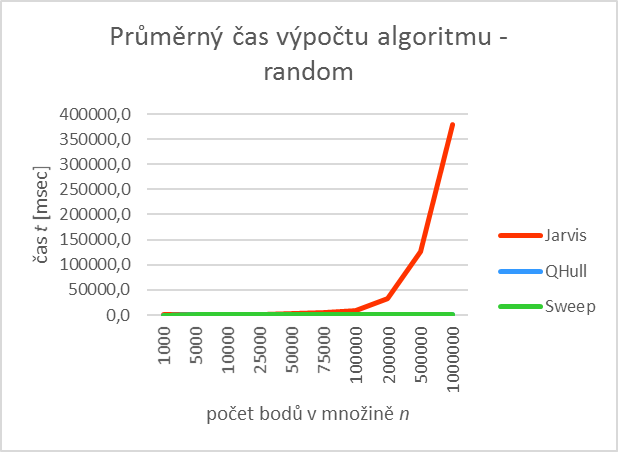 Průměrný čas výpočtu algoritmu -
random
400000,0
350000,0
300000,0
250000,0
200000,0
150000,0
100000,0
50000,0
0,0
čas t [msec]
1000
5000
10000
25000
50000
75000
100000
200000
500000
1000000
počet bodů v množině n
Jarvis
QHull
Sweep